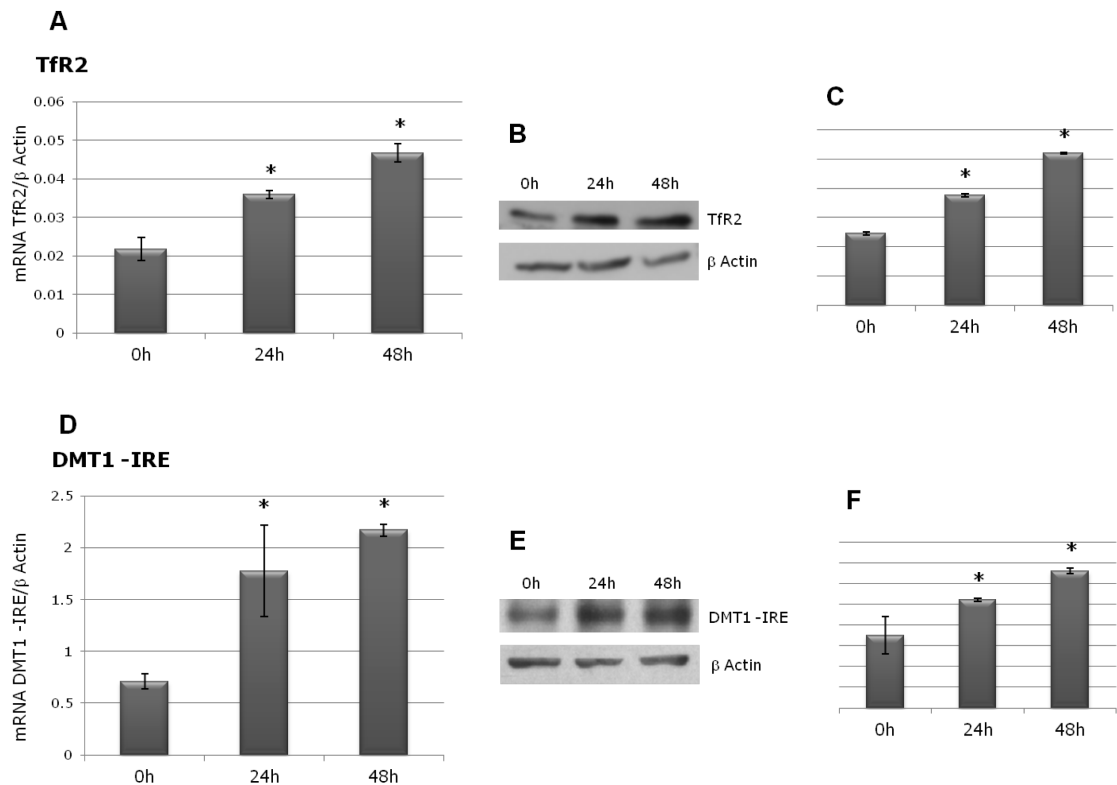 A
TfR2
mRNA TfR2/β Actin
0.06
0.05
0.04
0.03
0.02
0.01
0
*
*
0h 24h 48h
B
0h 24h 48h
TfR2
β Actin
C
*
*
0h 24h 48h
D
DMT1 -IRE
mRNA DMT1 -IRE/β Actin
2.5
2
1.5
1
0.5
0
* *
0h 24h 48h
E
0h 24h 48h
DMT1 -IRE
β Actin
F
*
*
0h 24h 48h